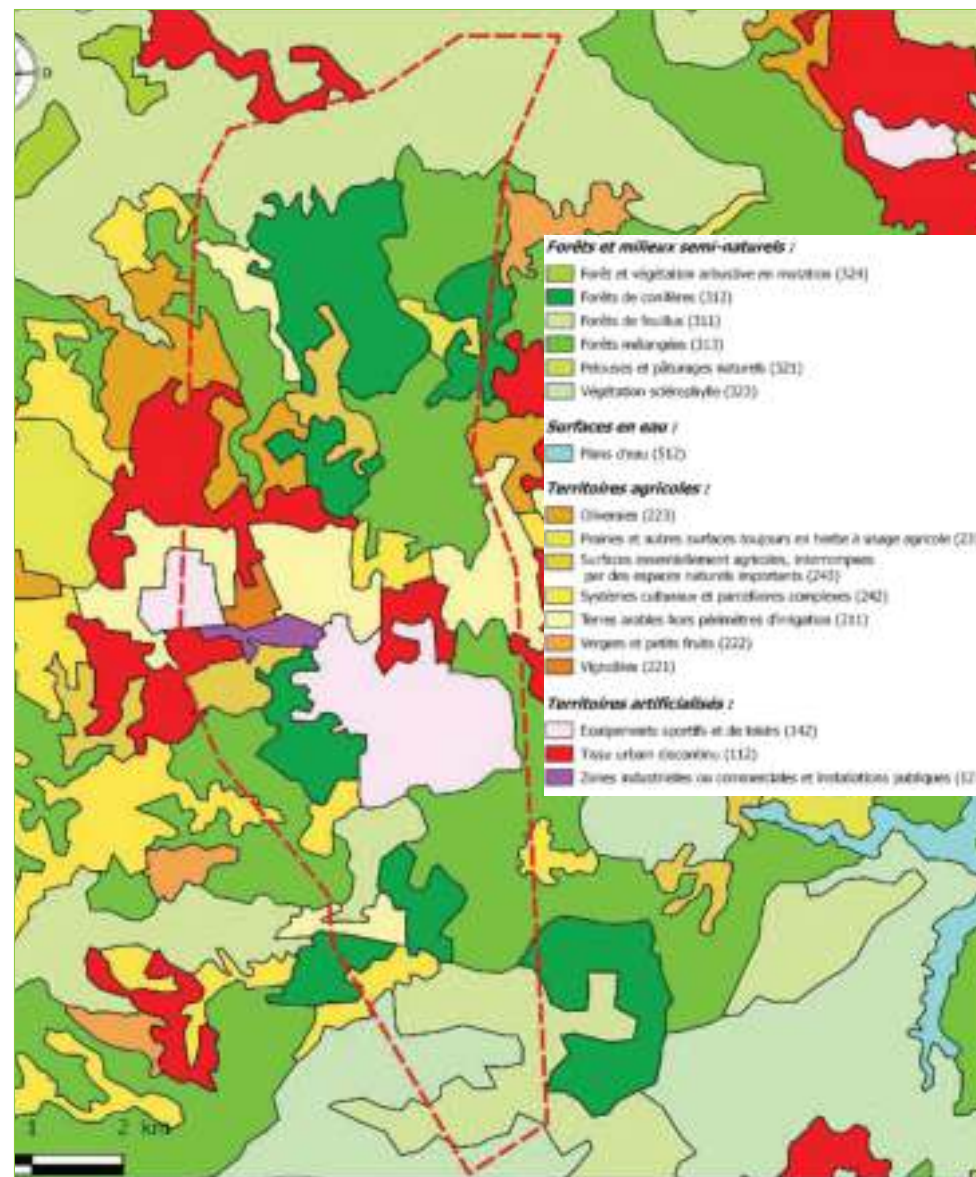 Forêts et milieux semi-naturels :
Forêt et végétation arbustive en mutation (324)
Forêts de conifères (312)
Forêts de feuillus (311)
Forêts mélangées (313)
Pelouses et pâturages naturels (321)
Végétation sclérophylle (323)
Surfaces en eau :
Plans d'eau (512)
Territoires agricoles :
Oliveraies (223)
Prairies et autres surfaces toujours en herbe à usage agricole (23
Surfaces essentiellement agricoles, interrompues
par des espaces naturels importants (243)
Systèmes culturaux et parcellaires complexes (242)
Terres arables hors périmètres d'irrigation (211)
Vergers et petits fruits (222)
Vignobles (221)
Territoires artificialisés :
Equipements sportifs et de loisirs (142)
Tissu urbain discontinu (112)
Zones industrielles ou commerciales et installations publiques (12
1 2 km